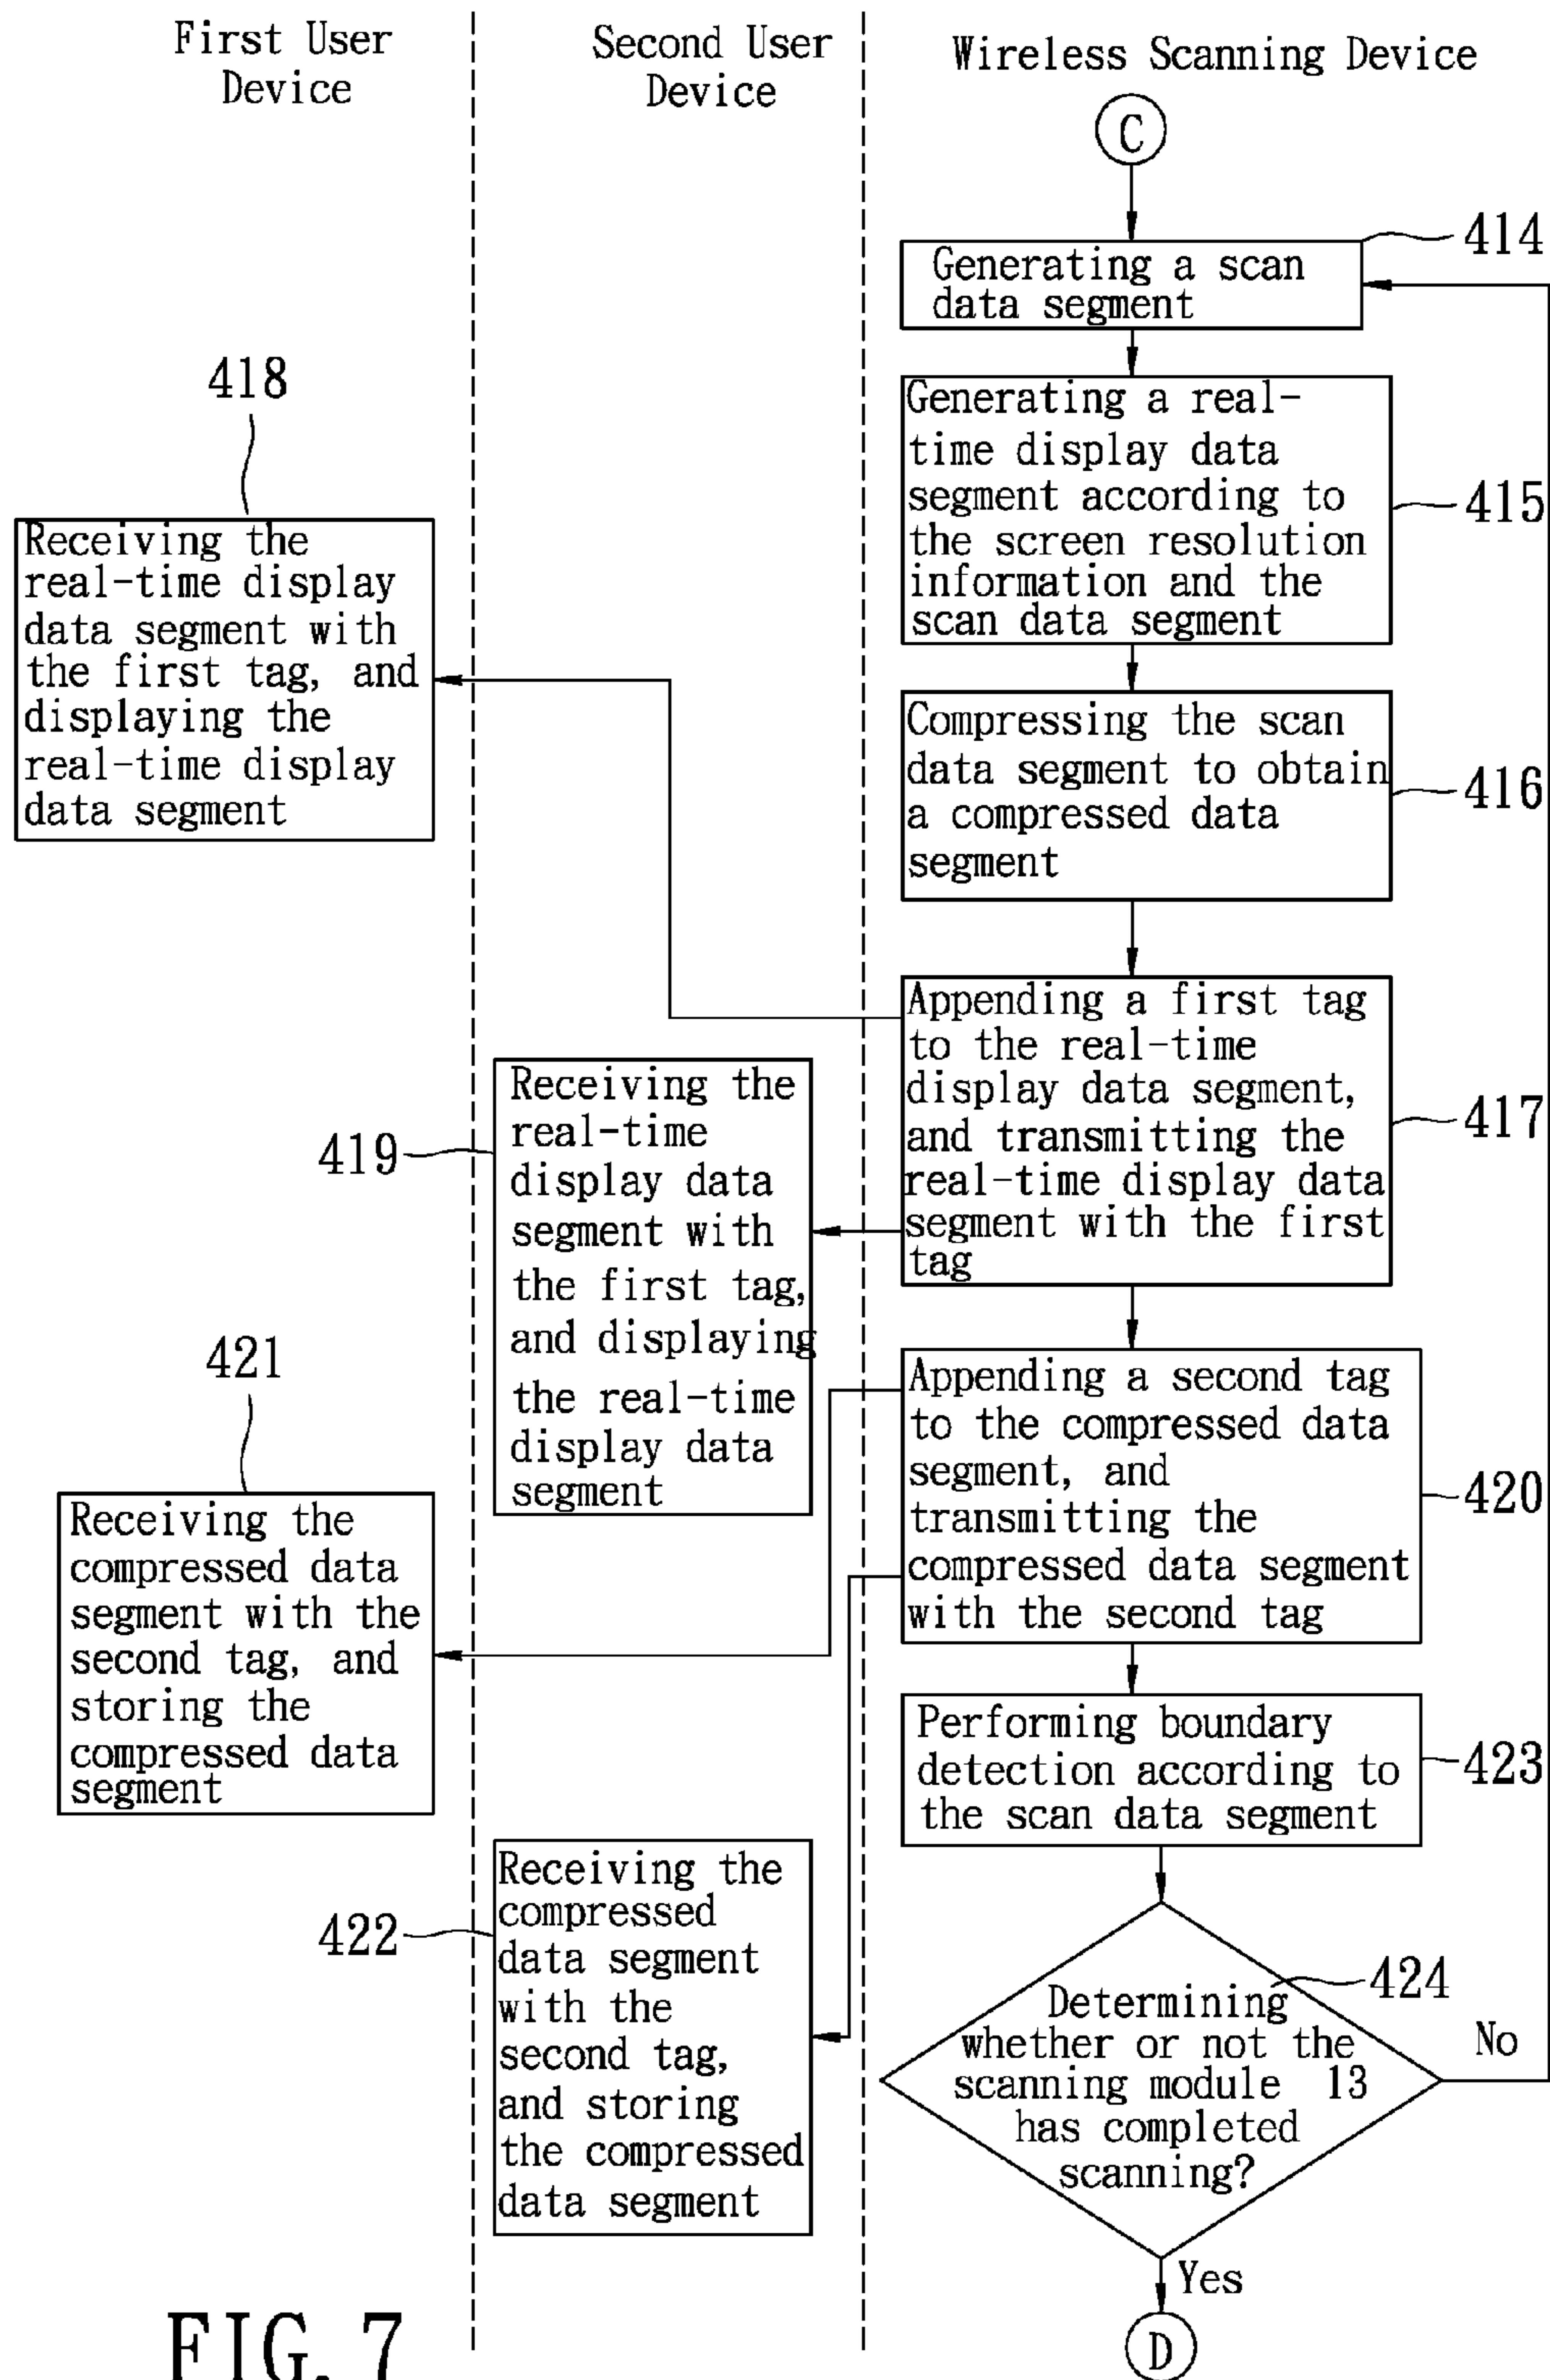 First User
Device
Second User
Device
Wireless Scanning Device
C
414
Generating a scan
data segment
415
Generating a real-
time display data
segment according to
the screen resolution
information and the
scan data segment
416
Compressing the scan
data segment to obtain
a compressed data
segment
417
Appending a first tag
to the real-time
display data segment,
and transmitting the
real-time display data
segment with the first
tag
418
Receiving the
real-time display
data segment with
the first tag, and
displaying the
real-time display
data segment
419
Receiving the
real-time
display data
segment with
the first tag,
and displaying
the real-time
display data
segment
420
Appending a second tag
to the compressed data
segment, and
transmitting the
compressed data segment
with the second tag
421
Receiving the
compressed data
segment with the
second tag, and
storing the
compressed data
segment
422
Receiving the
compressed
data segment
with the
second tag,
and storing
the compressed
data segment
423
Performing boundary
detection according to
the scan data segment
424
Determining
whether or not the
scanning module 13
has completed
scanning?
No
Yes
D
FIG. 7